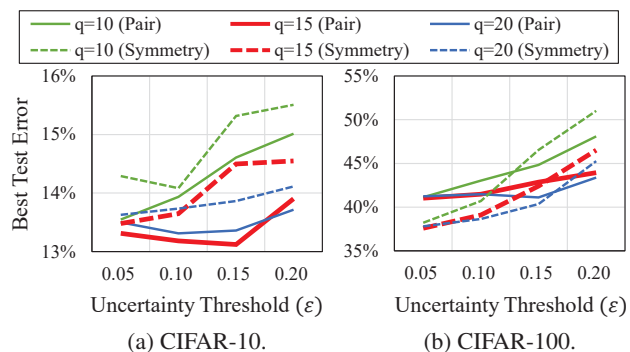 q=10 (Pair) q=15 (Pair) q=20 (Pair)
q=10 (Symmetry) q=15 (Symmetry) q=20 (Symmetry)
Best Test Error
16%
15%
14%
13%
0.05 0.10 0.15 0.20
Uncertainty Threshold (ε)
(a) CIFAR-10.
55%
50%
45%
40%
35%
0.05 0.10 0.15 0.20
Uncertainty Threshold (ε)
(b) CIFAR-100.